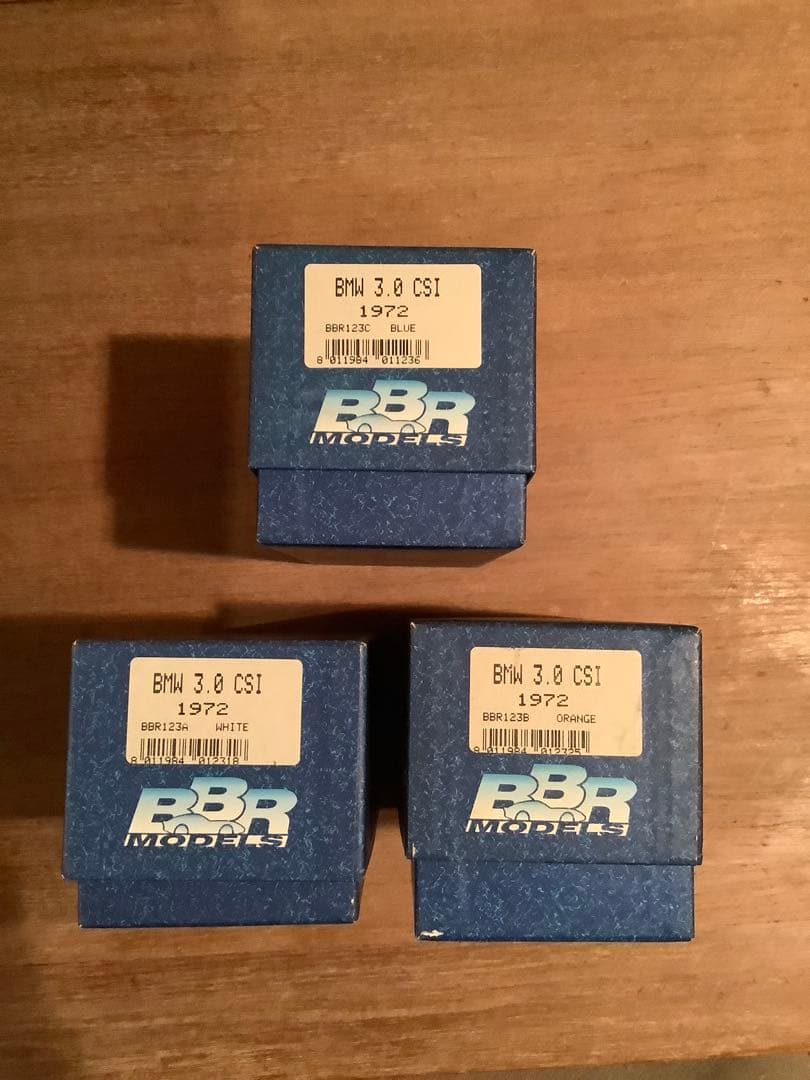 BMW 3.0 CSI
1972
BBR123C BLUE
8 011984 011236
BBR
MODELS
BMW 3.0 CSI
1972
BBR123A WHITE
8 011984 012318
BBR
MODELS
BMW 3.0 CSI
1972
BBR123B ORANGE
8 011984 012325
BBR
MODELS